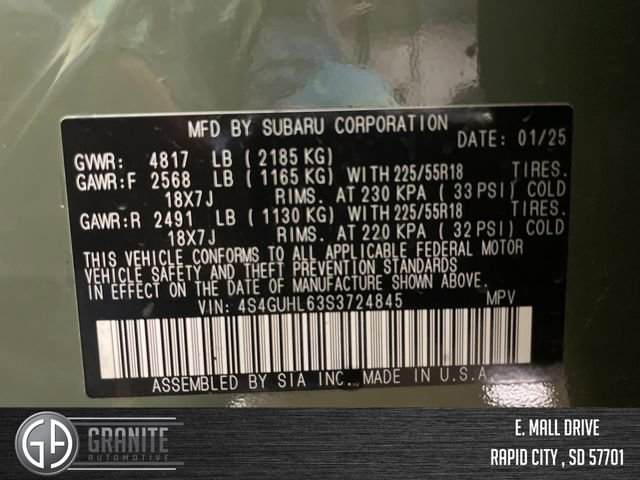 MFD BY SUBARU CORPORATION DATE: 01/25
GVWR: 4817 LB (2185 KG)
GAWR:F 2568 LB (1165 KG) WITH 225/55R18 TIRES.
18X7J RIMS. AT 230 KPA (33 PSI) COLD
GAWR:R 2491 LB (1130 KG) WITH 225/55R18 TIRES.
18X7J RIMS. AT 220 KPA (32 PSI) COLD
THIS VEHICLE CONFORMS TO ALL APPLICABLE FEDERAL MOTOR
VEHICLE SAFETY AND THEFT PREVENTION STANDARDS
IN EFFECT ON THE DATE OF MANUFACTURE SHOWN ABOVE.
VIN: 4S4GUHL63S3724845 MPV
ASSEMBLED BY SIA INC. MADE IN U.S.A.
GA GRANITE
AUTOMOTIVE
E. MALL DRIVE
RAPID CITY , SD 57701